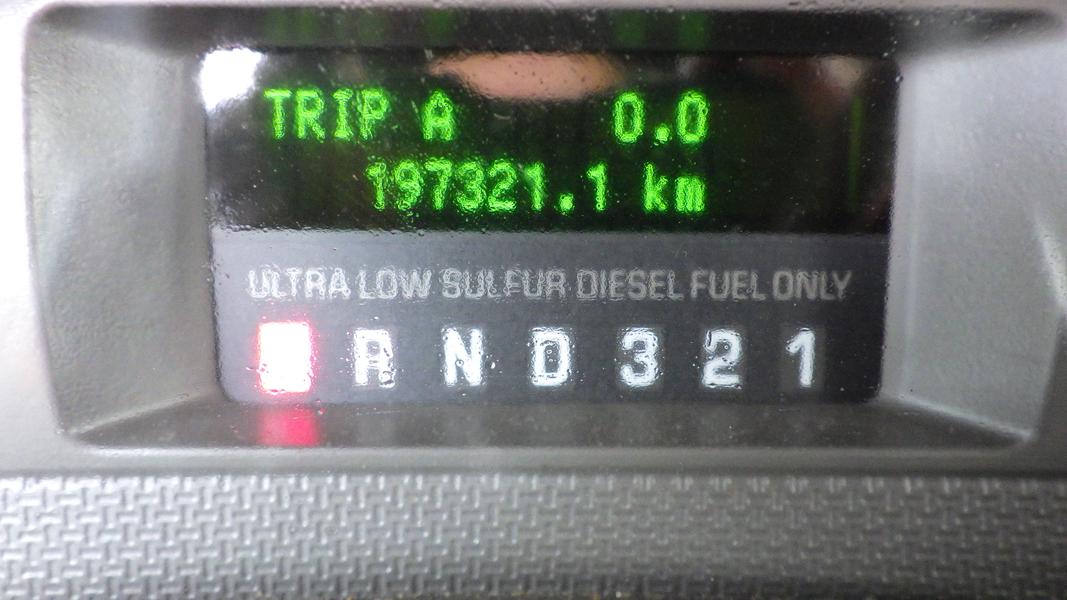 TRIP A 0.0
197321.1 km
ULTRA LOW SULFUR DIESEL FUEL ONLY
R N D 3 2 1